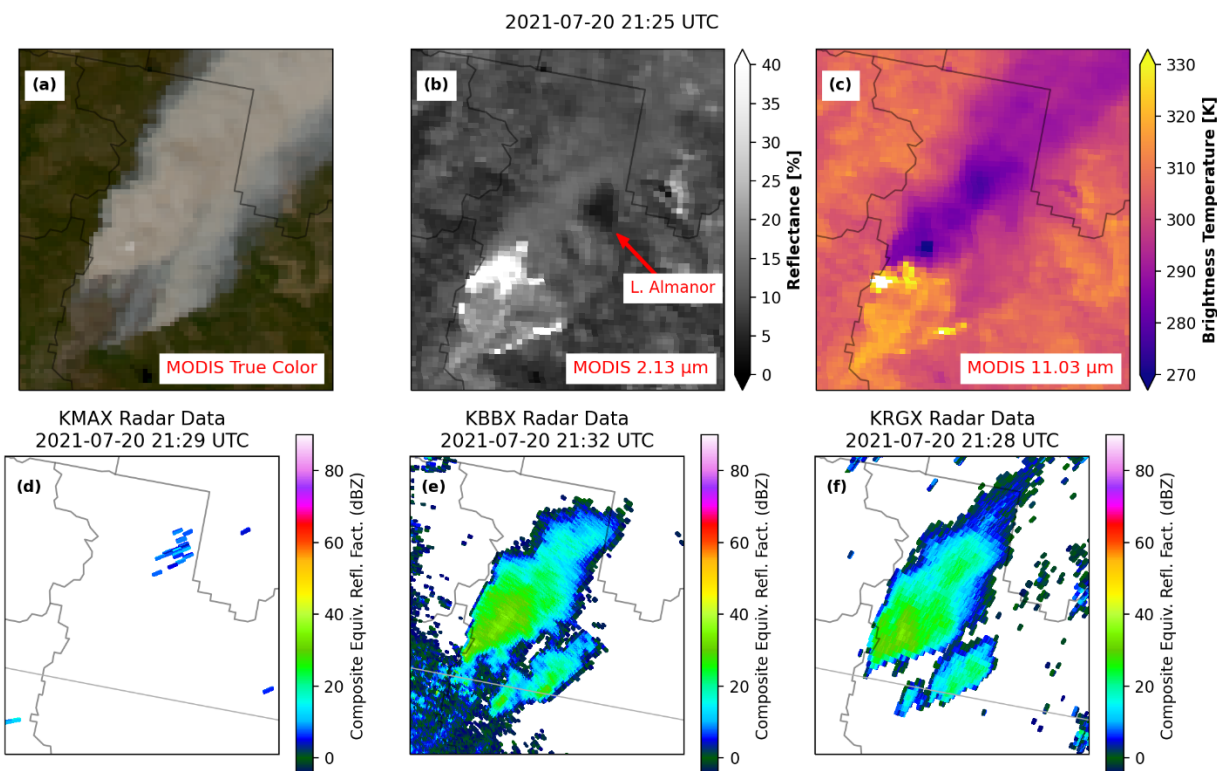 2021-07-20 21:25 UTC
(a)
MODIS True Color
(b)
L. Almanor
MODIS 2.13 µm
40
35
30
25
20
15
10
5
0
Reflectance [%]
(c)
MODIS 11.03 µm
330
320
310
300
290
280
270
Brightness Temperature [K]
KMAX Radar Data
2021-07-20 21:29 UTC
(d)
80
60
40
20
0
Composite Equiv. Refl. Fact. (dBZ)
KBBX Radar Data
2021-07-20 21:32 UTC
(e)
80
60
40
20
0
Composite Equiv. Refl. Fact. (dBZ)
KRGX Radar Data
2021-07-20 21:28 UTC
(f)
80
60
40
20
0
Composite Equiv. Refl. Fact. (dBZ)